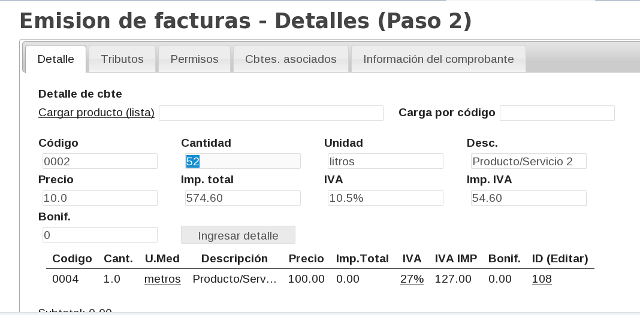 Emision de facturas - Detalles (Paso 2)
Detalle Tributos Permisos Cbtes. asociados Información del comprobante
Detalle de cbte
Cargar producto (lista) Carga por código
Código Cantidad Unidad Desc.
0002 52 litros Producto/Servicio 2
Precio Imp. total IVA Imp. IVA
10.0 574.60 10.5% 54.60
Bonif.
0 Ingresar detalle
Codigo Cant. U.Med Descripción Precio Imp.Total IVA IVA IMP Bonif. ID (Editar)
0004 1.0 metros Producto/Serv... 100.00 0.00 27% 127.00 0.00 108
Subtotal: 0.00